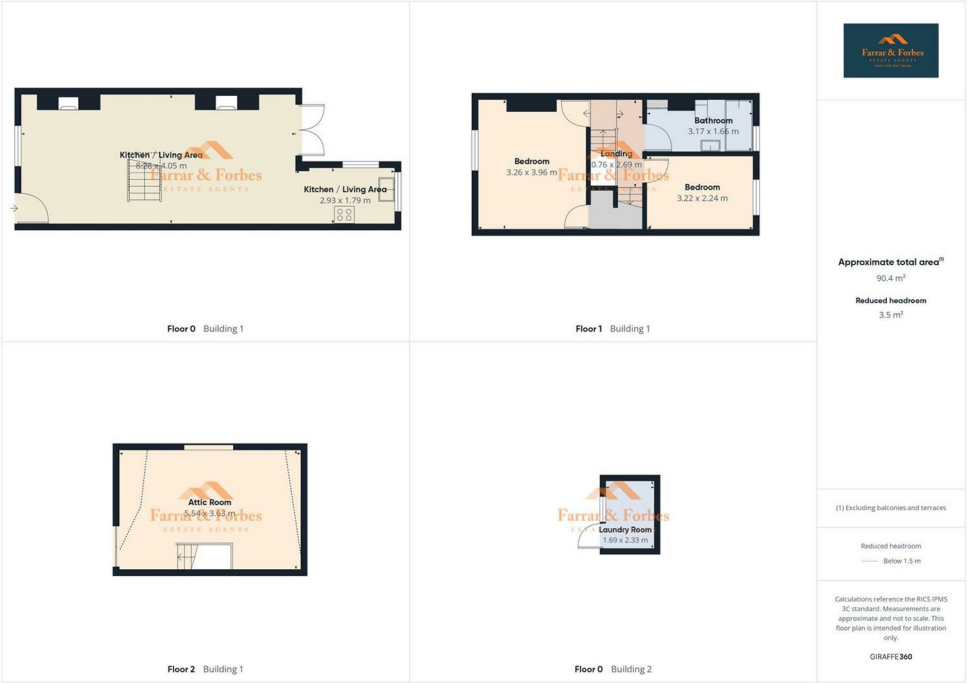 Kitchen / Living Area
8.28 x 4.05 m
Farrar & Forbes
ESTATE AGENTS
Kitchen / Living Area
2.93 x 1.79 m
Floor 0 Building 1
Bathroom
3.17 x 1.66 m
Landing
0.76 x 2.69 m
Bedroom
3.26 x 3.96 m
Farrar & Forbes
ESTATE AGENTS
Bedroom
3.22 x 2.24 m
Floor 1 Building 1
Attic Room
5.54 x 3.63 m
Farrar & Forbes
ESTATE AGENTS
Floor 2 Building 1
Farrar & Forbes
ESTATE AGENTS
Laundry Room
1.69 x 2.33 m
Floor 0 Building 2
Farrar & Forbes
ESTATE AGENTS
Approximate total area(1)
90.4 m²
Reduced headroom
3.5 m²
(1) Excluding balconies and terraces
Reduced headroom
Below 1.5 m
Calculations reference the RICS IPMS
3C standard. Measurements are
approximate and not to scale. This
floor plan is intended for illustration
only.
GIRAFFE360